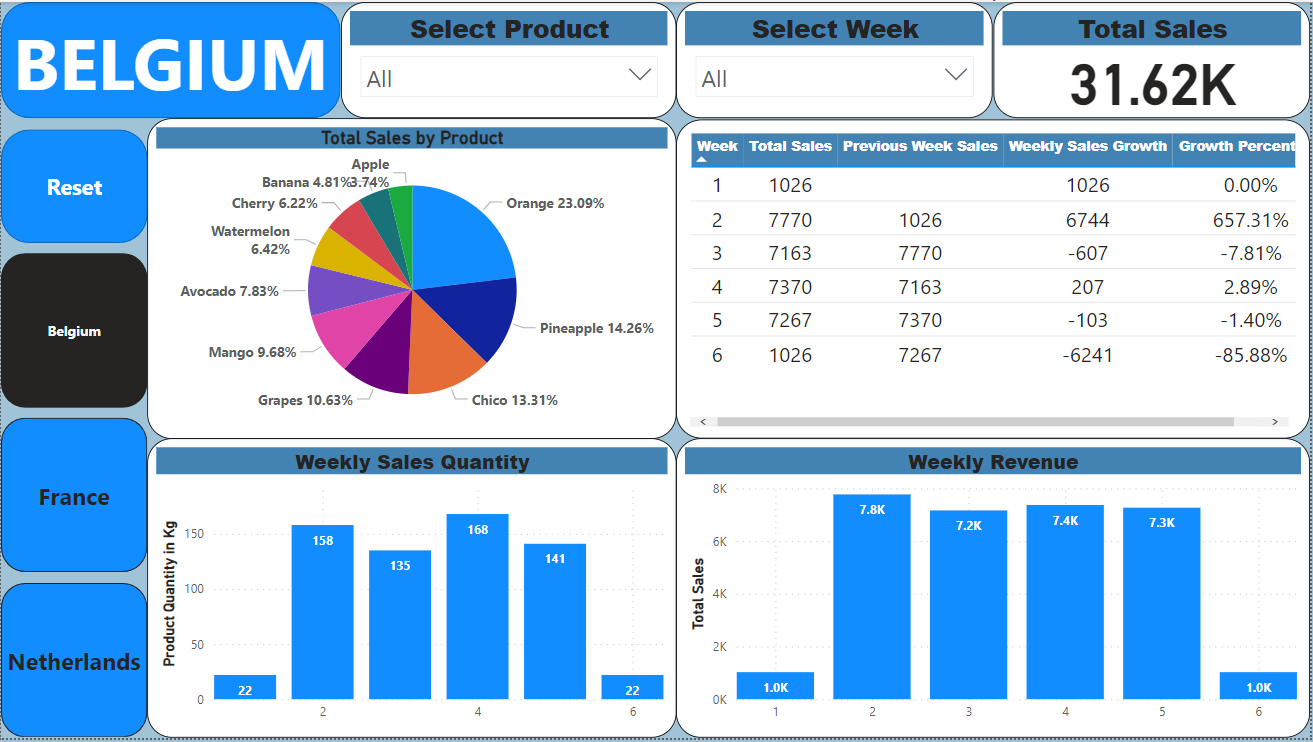 BELGIUM
Select Product
All
Select Week
All
Total Sales
31.62K
Reset
Belgium
France
Netherlands
Total Sales by Product
Apple
3.74%
Banana 4.81%
Cherry 6.22%
Watermelon
6.42%
Avocado 7.83%
Mango 9.68%
Grapes 10.63%
Orange 23.09%
Pineapple 14.26%
Chico 13.31%
Week Total Sales Previous Week Sales Weekly Sales Growth Growth Percent
1 1026 1026 0.00%
2 7770 1026 6744 657.31%
3 7163 7770 -607 -7.81%
4 7370 7163 207 2.89%
5 7267 7370 -103 -1.40%
6 1026 7267 -6241 -85.88%
Weekly Sales Quantity
Product Quantity in Kg
150
100
50
0
22
158
135
168
141
22
2 4 6
Weekly Revenue
Total Sales
8K
6K
4K
2K
0K
1.0K
7.8K
7.2K
7.4K
7.3K
1.0K
1 2 3 4 5 6